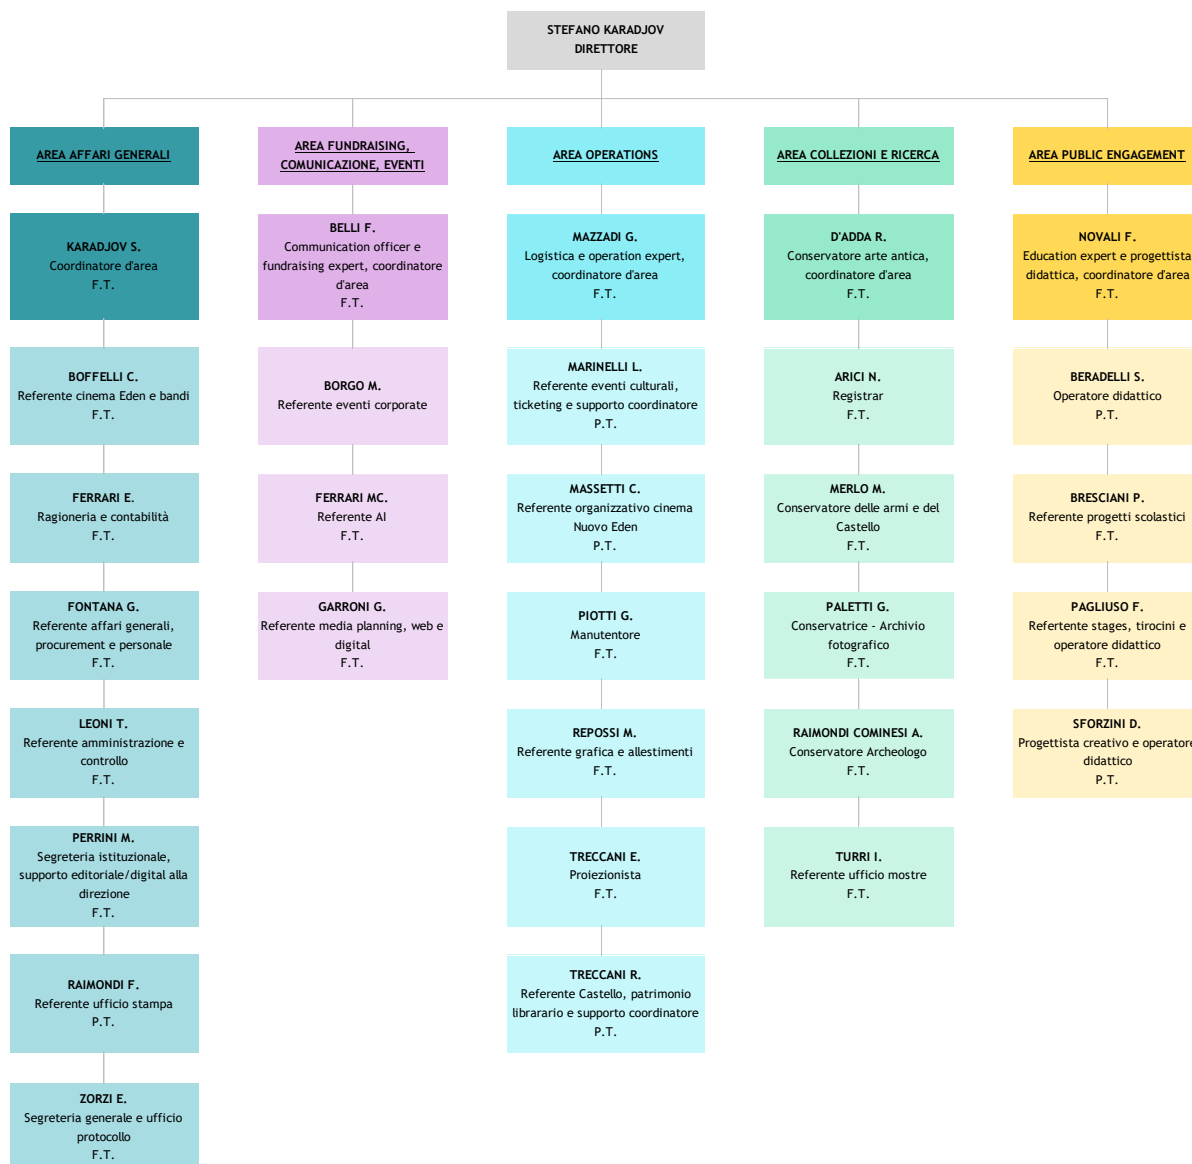 STEFANO KARADJOV
DIRETTORE
AREA AFFARI GENERALI
KARADJOV S.
Coordinatore d'area
F.T.
BOFFELLI C.
Referente cinema Eden e bandi
F.T.
FERRARI E.
Ragioneria e contabilità
F.T.
FONTANA G.
Referente affari generali,
procurement e personale
F.T.
LEONI T.
Referente amministrazione e
controllo
F.T.
PERRINI M.
Segreteria istituzionale,
supporto editoriale/digital alla
direzione
F.T.
RAIMONDI F.
Referente ufficio stampa
P.T.
ZORZI E.
Segreteria generale e ufficio
protocollo
F.T.
AREA FUNDRAISING,
COMUNICAZIONE, EVENTI
BELLI F.
Communication officer e
fundraising expert, coordinatore
d'area
F.T.
BORGO M.
Referente eventi corporate
FERRARI MC.
Referente AI
F.T.
GARRONI G.
Referente media planning, web e
digital
F.T.
AREA OPERATIONS
MAZZADI G.
Logistica e operation expert,
coordinatore d'area
F.T.
MARINELLI L.
Referente eventi culturali,
ticketing e supporto coordinatore
P.T.
MASSETTI C.
Referente organizzativo cinema
Nuovo Eden
P.T.
PIOTTI G.
Manutentore
F.T.
REPOSSI M.
Referente grafica e allestimenti
F.T.
TRECCANI E.
Proiezionista
F.T.
TRECCANI R.
Referente Castello, patrimonio
librarario e supporto coordinatore
P.T.
AREA COLLEZIONI E RICERCA
D'ADDA R.
Conservatore arte antica,
coordinatore d'area
F.T.
ARICI N.
Registrar
F.T.
MERLO M.
Conservatore delle armi e del
Castello
F.T.
PALETTI G.
Conservatrice - Archivio
fotografico
F.T.
RAIMONDI COMINESI A.
Conservatore Archeologo
F.T.
TURRI I.
Referente ufficio mostre
F.T.
AREA PUBLIC ENGAGEMENT
NOVALI F.
Education expert e progettista
didattica, coordinatore d'area
F.T.
BERADELLI S.
Operatore didattico
P.T.
BRESCIANI P.
Referente progetti scolastici
F.T.
PAGLIUSO F.
Refertente stages, tirocini e
operatore didattico
F.T.
SFORZINI D.
Progettista creativo e operatore
didattico
P.T.